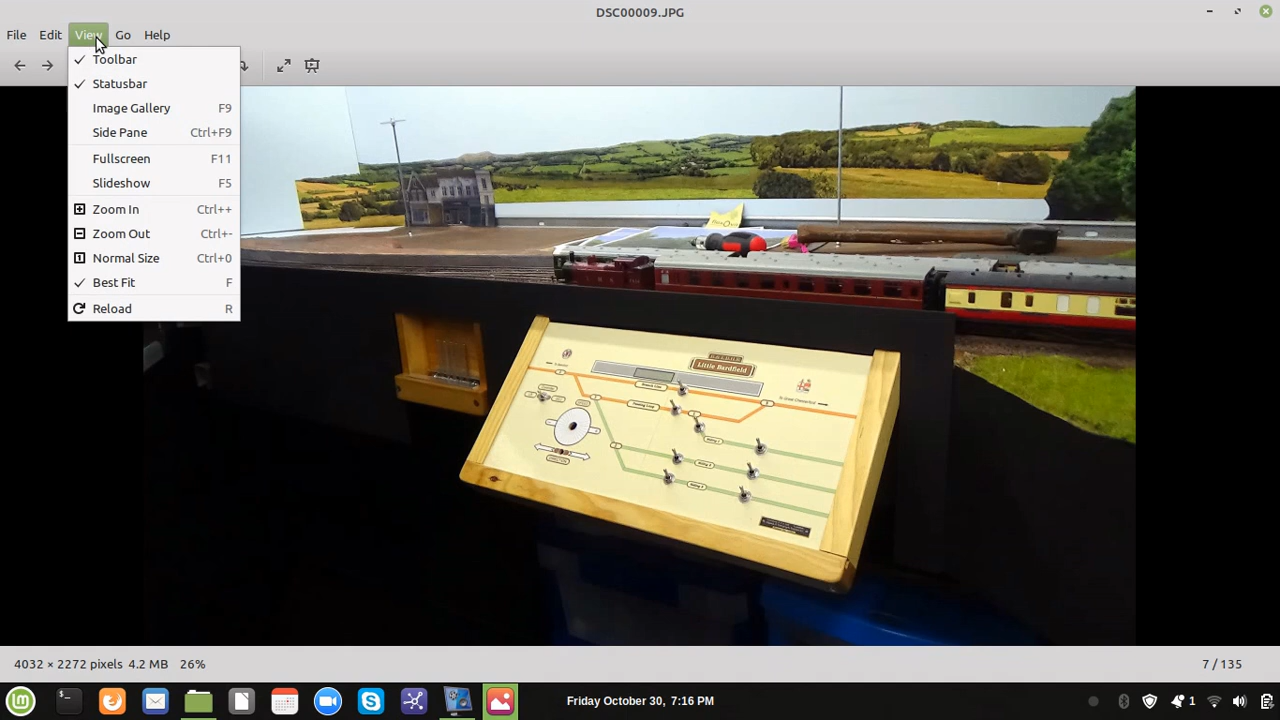 DSC00009.JPG
File Edit View Go Help
Toolbar
Statusbar
Image Gallery F9
Side Pane Ctrl+F9
Fullscreen F11
Slideshow F5
Zoom In Ctrl++
Zoom Out Ctrl+-
Normal Size Ctrl+0
Best Fit F
Reload R
Little Bardfield
4032 × 2272 pixels 4.2 MB 26%
7 / 135
Friday October 30, 7:16 PM
1